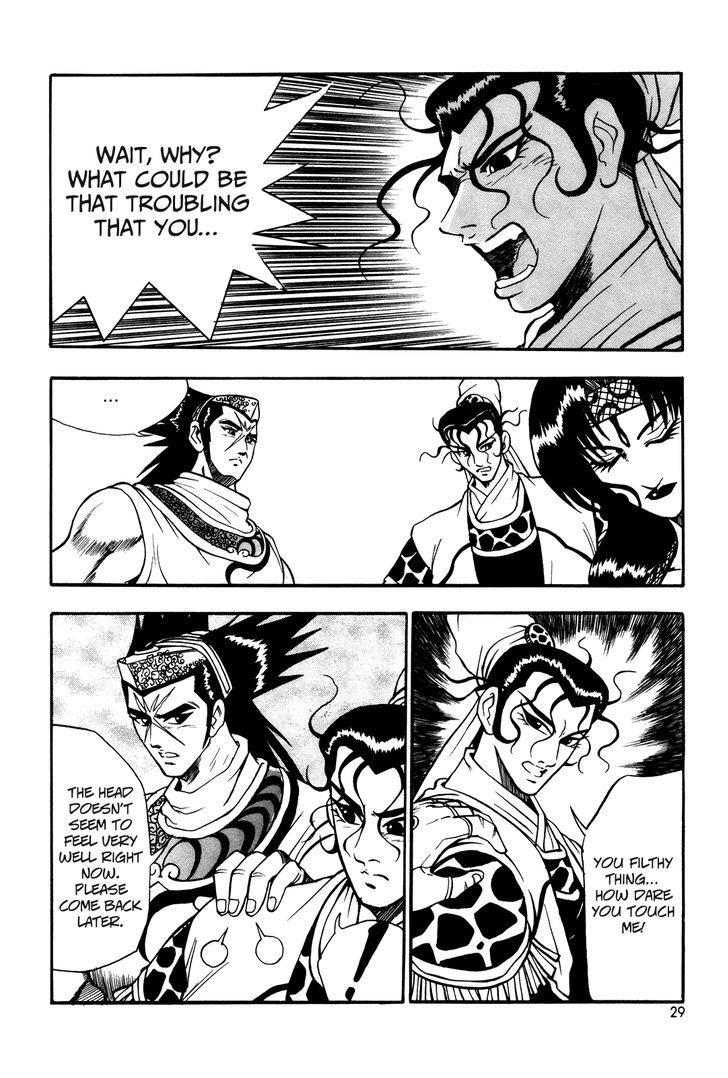 WAIT, WHY?
WHAT COULD BE
THAT TROUBLING
THAT YOU...
...
YOU FILTHY
THING...
HOW DARE
YOU TOUCH
ME!
THE HEAD
DOESN'T
SEEM TO
FEEL VERY
WELL RIGHT
NOW.
PLEASE
COME BACK
LATER.
29